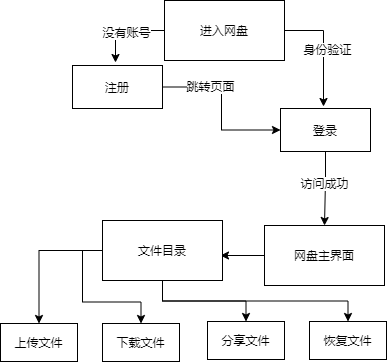 进入网盘
没有账号
身份验证
注册
跳转页面
登录
访问成功
文件目录
网盘主界面
上传文件
下载文件
分享文件
恢复文件